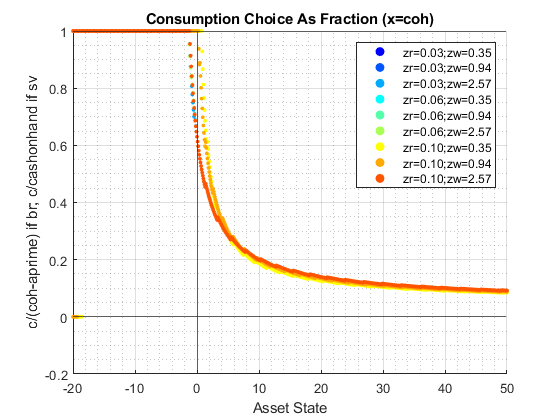 Consumption Choice As Fraction (x=coh)
c/(coh-aprime) if br; c/cashonhand if sv
1
0.8
0.6
0.4
0.2
0
-0.2
zr=0.03;zw=0.35
zr=0.03;zw=0.94
zr=0.03;zw=2.57
zr=0.06;zw=0.35
zr=0.06;zw=0.94
zr=0.06;zw=2.57
zr=0.10;zw=0.35
zr=0.10;zw=0.94
zr=0.10;zw=2.57
-20 -10 0 10 20 30 40 50
Asset State